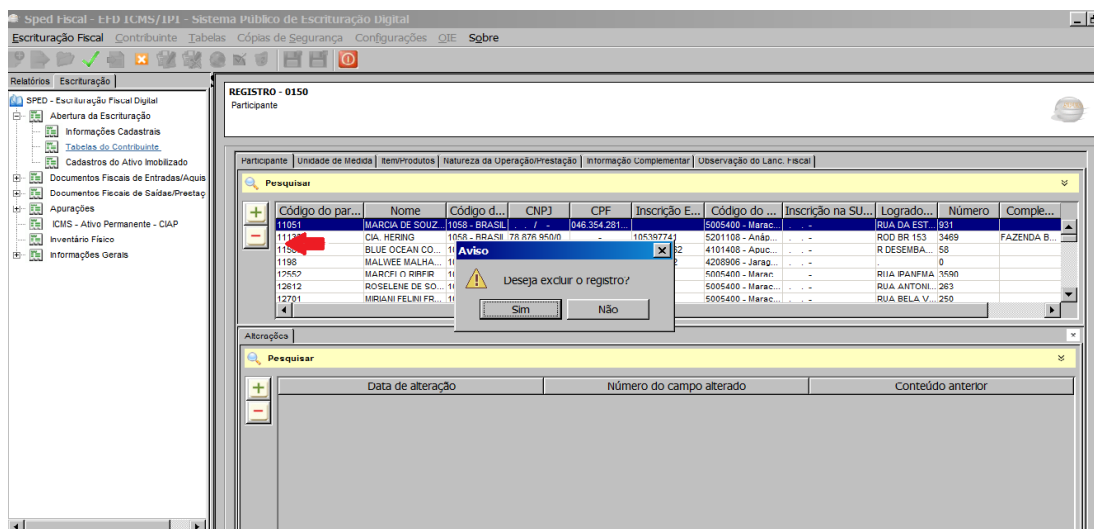 Sped Fiscal - EFD ICMS/IPI - Sistema Público de Escrituração Digital
Escrituração Fiscal Contribuinte Tabelas Cópias de Segurança Configurações QIE Sobre
Relatórios Escrituração
SPED - Escrituração Fiscal Digital
Abertura da Escrituração
Informações Cadastrais
Tabelas do Contribuinte
Cadastros do Ativo Imobilizado
Documentos Fiscais de Entradas/Aquis
Documentos Fiscais de Saídas/Prestaç
Apurações
ICMS - Ativo Permanente - CIAP
Inventário Físico
Informações Gerais
REGISTRO - 0150
Participante
Participante Unidade de Medida Item/Produtos Natureza da Operação/Prestação Informação Complementar Observação do Lanc. Fiscal
Pesquisar
Código do par... Nome Código d... CNPJ CPF Inscrição E... Código do ... Inscrição na SU... Logrado... Número Comple...
11051 MARCIA DE SOUZ... 1058 - BRASIL . . / - 046.354.281... 5005400 - Marac... . . - RUA DA EST... 931
CIA. HERING 1058 - BRASIL 78.876.950/0... - 105397741 5201108 - Anáp... . . - ROD BR 153 3469 FAZENDA B...
BLUE OCEAN CO... 4101408 - Apuc... . . - R DESEMBA... 58
1198 MALWEE MALHA... 4208906 - Jarag... . . - . 0
12552 MARCELO RIBEIR... 5005400 - Marac... . . - RUA IPANEMA 3590
12612 ROSELENE DE SO... 5005400 - Marac... . . - RUA ANTONI... 263
12701 MIRIANI FELINI FR... 5005400 - Marac... . . - RUA BELA V... 250
Aviso
Deseja excluir o registro?
Sim Não
Alterações
Pesquisar
Data de alteração Número do campo alterado Conteúdo anterior